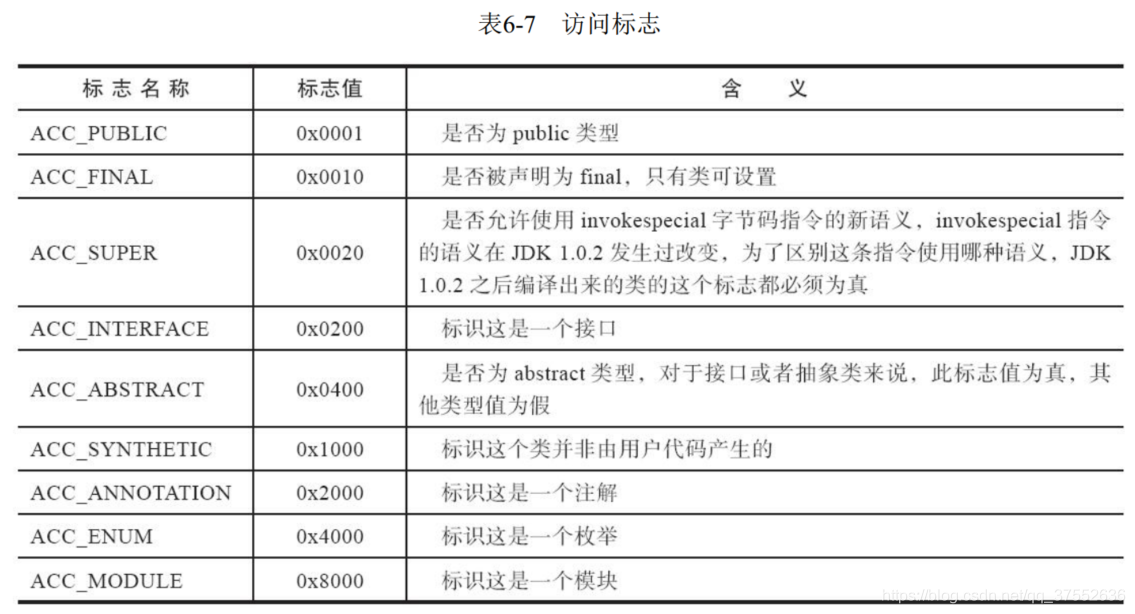 表6-7 访问标志
标 志 名 称 标志值 含 义
ACC_PUBLIC 0x0001 是否为 public 类型
ACC_FINAL 0x0010 是否被声明为 final，只有类可设置
是否允许使用 invokespecial 字节码指令的新语义，invokespecial 指令
ACC_SUPER 0x0020 的语义在 JDK 1.0.2 发生过改变，为了区别这条指令使用哪种语义，JDK
1.0.2 之后编译出来的类的这个标志都必须为真
ACC_INTERFACE 0x0200 标识这是一个接口
是否为 abstract 类型，对于接口或者抽象类来说，此标志值为真，其
ACC_ABSTRACT 0x0400
他类型值为假
ACC_SYNTHETIC 0x1000 标识这个类并非由用户代码产生的
ACC_ANNOTATION 0x2000 标识这是一个注解
ACC_ENUM 0x4000 标识这是一个枚举
ACC_MODULE 0x8000 标识这是一个模块
https://blog.csdn.net/qq_37552636